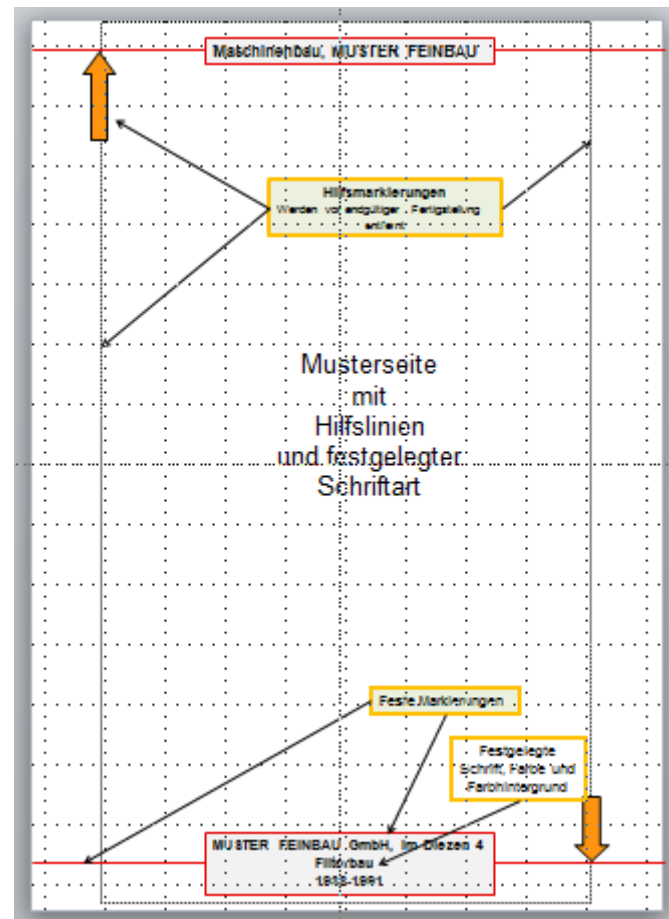 Maschinenbau, MUSTER FEINBAU
Hilfsmarkierungen
Werden vor endgültiger Fertigstellung
entfernt
Musterseite
mit
Hilfslinien
und festgelegter
Schriftart
Feste Markierungen
Festgelegte
Schrift, Farbe und
Farbhintergrund
MUSTER FEINBAU GmbH, Im Diezen 4
Filterbau